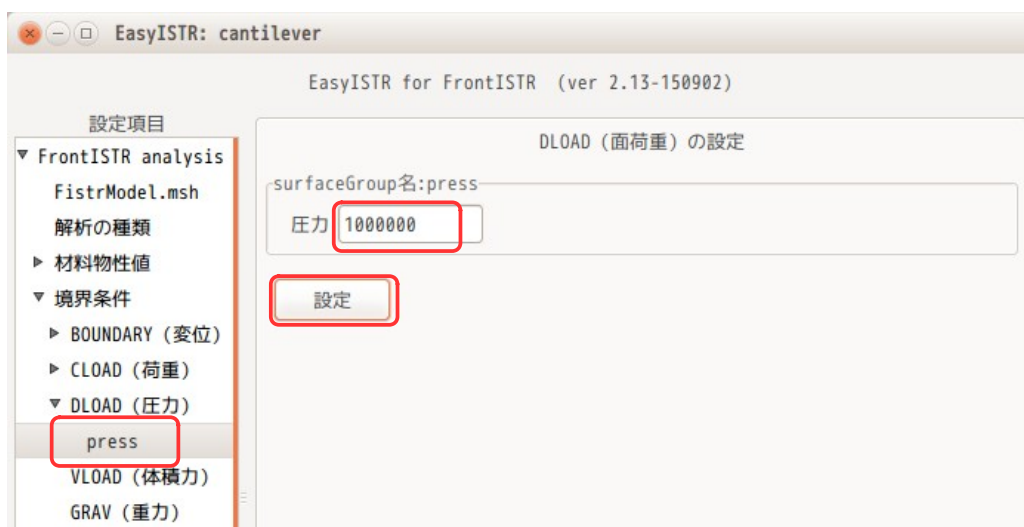 EasyISTR: cantilever
EasyISTR for FrontISTR (ver 2.13-150902)
設定項目
FrontISTR analysis
FistrModel.msh
解析の種類
材料物性値
境界条件
BOUNDARY (変位)
CLOAD (荷重)
DLOAD (圧力)
press
VLOAD (体積力)
GRAV (重力)
DLOAD (面荷重) の設定
surfaceGroup名:press
圧力 1000000
設定